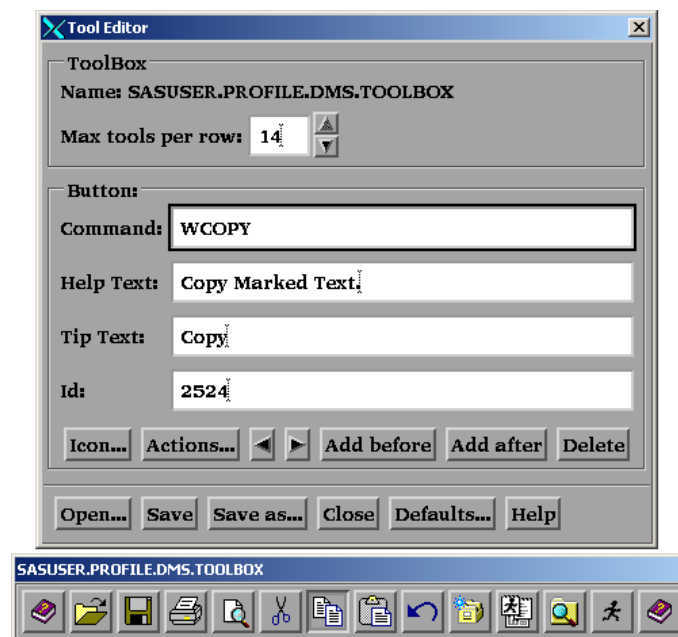 Tool Editor
ToolBox
Name: SASUSER.PROFILE.DMS.TOOLBOX
Max tools per row: 14
Button:
Command: WCOPY
Help Text: Copy Marked Text.
Tip Text: Copy
Id: 2524
Icon... Actions... Add before Add after Delete
Open... Save Save as... Close Defaults... Help
SASUSER.PROFILE.DMS.TOOLBOX